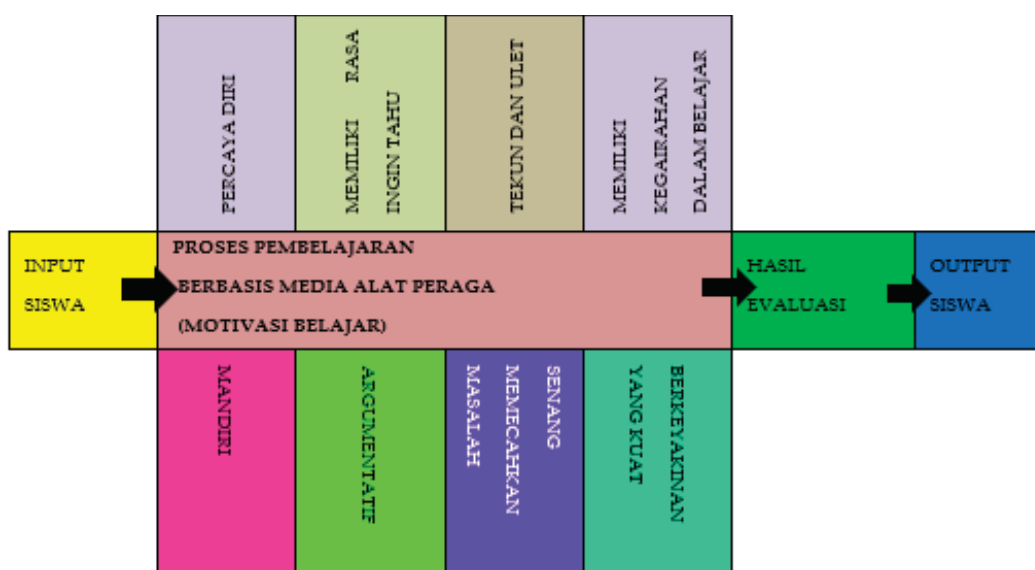 PERCAYA DIRI
MEMILIKI RASA
INGIN TAHU
TEKUN DAN ULET
MEMILIKI
KEGAIRAHAN
DALAM BELAJAR
INPUT
SISWA
PROSES PEMBELAJARAN
BERBASIS MEDIA ALAT PERAGA
(MOTIVASI BELAJAR)
HASIL
EVALUASI
OUTPUT
SISWA
MANDIRI
ARGUMENTATIF
SENANG
MEMECAHKAN
MASALAH
BERKEYAKINAN
YANG KUAT